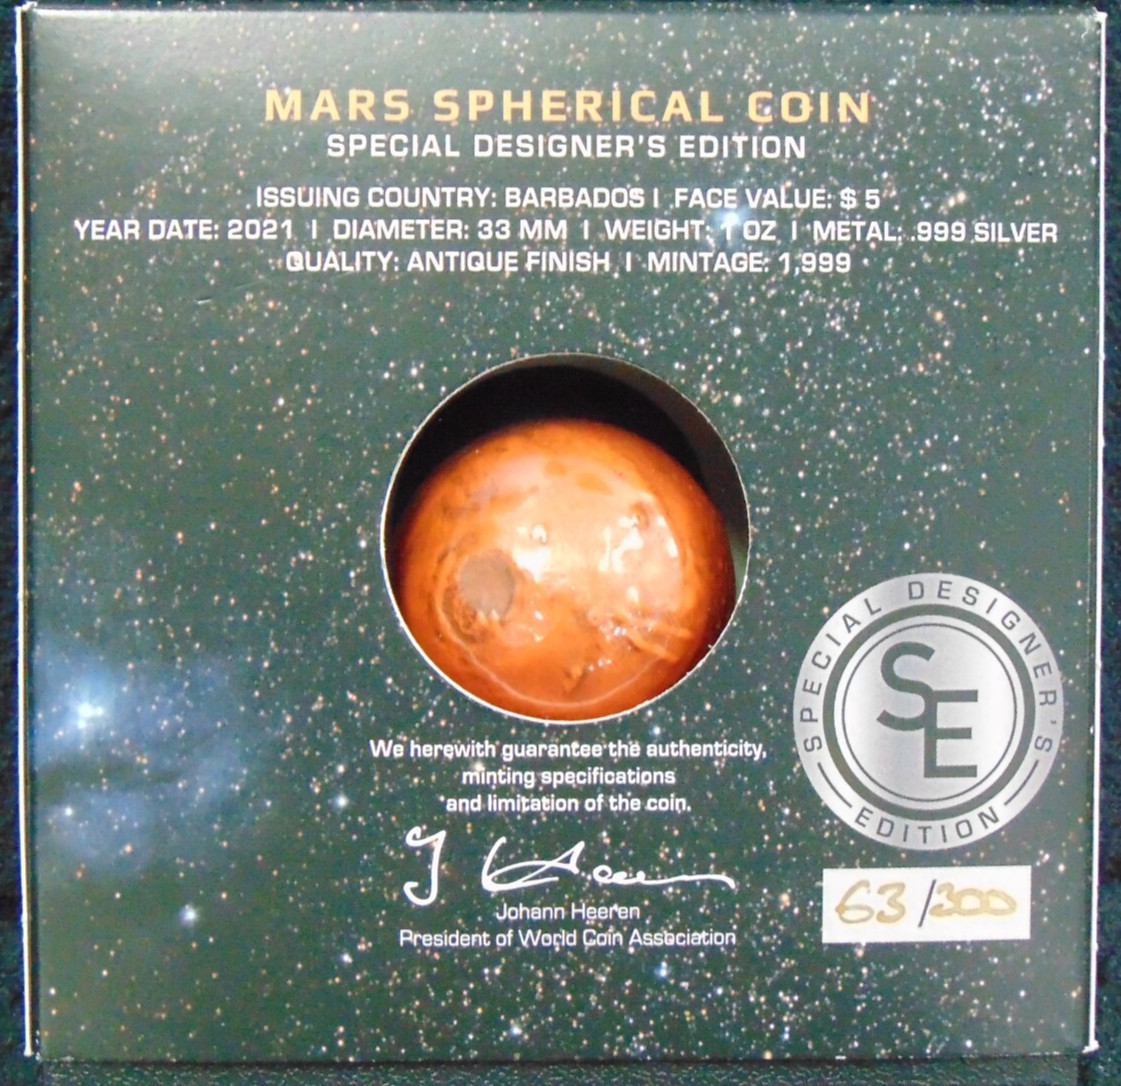 MARS SPHERICAL COIN
SPECIAL DESIGNER'S EDITION
ISSUING COUNTRY: BARBADOS I FACE VALUE: $ 5
YEAR DATE: 2021 I DIAMETER: 33 MM I WEIGHT: 1 OZ I METAL: .999 SILVER
QUALITY: ANTIQUE FINISH I MINTAGE: 1,999
We herewith guarantee the authenticity,
minting specifications
and limitation of the coin.
J Heeren
Johann Heeren
President of World Coin Association
SPECIAL DESIGNER'S
SE
EDITION
63/300